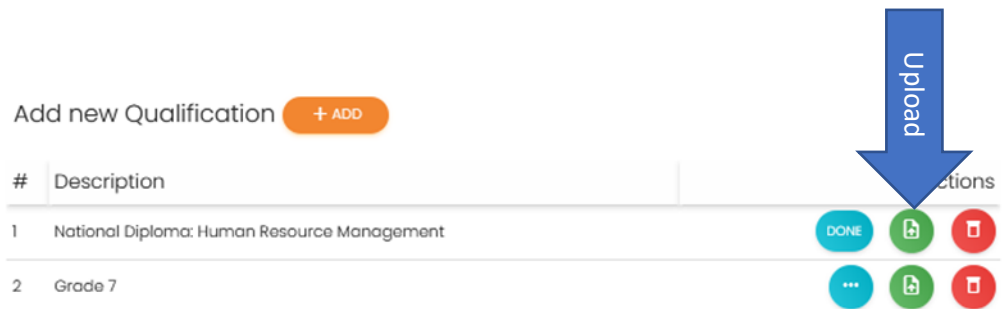 Upload
Add new Qualification + ADD
# Description ctions
1 National Diploma: Human Resource Management DONE
2 Grade 7 •••